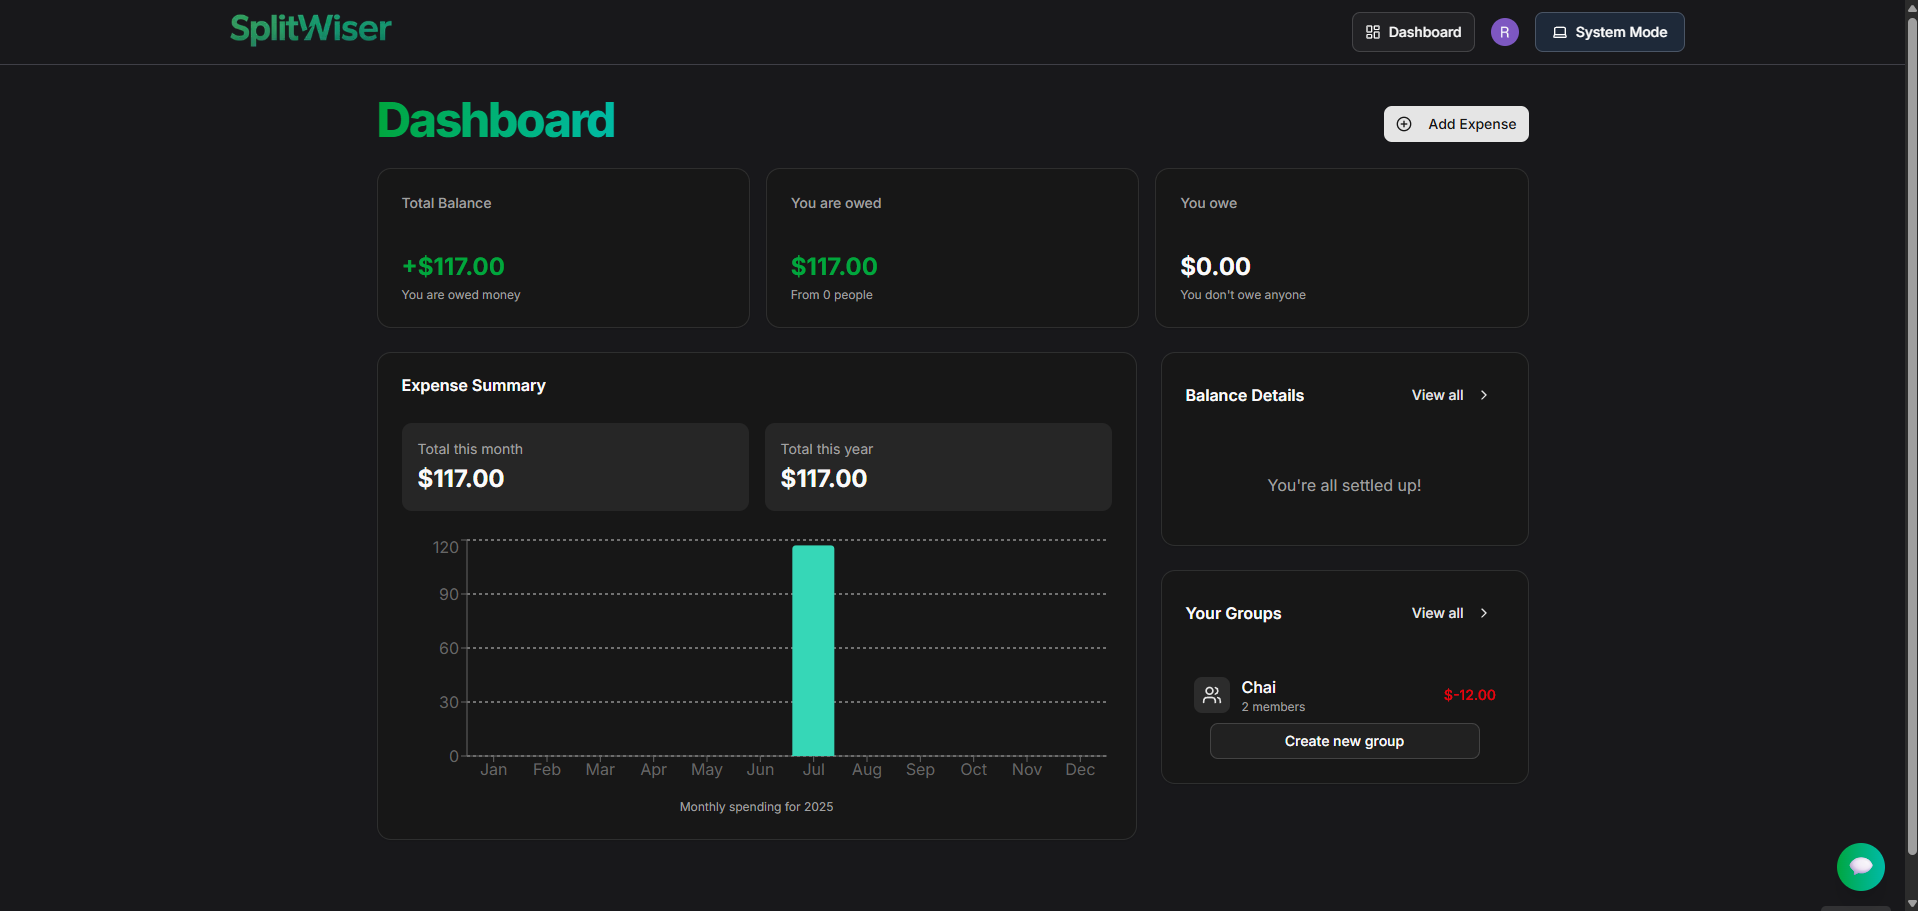 SplitWiser
Dashboard
R
System Mode
Dashboard
Add Expense
Total Balance
+$117.00
You are owed money
You are owed
$117.00
From 0 people
You owe
$0.00
You don't owe anyone
Expense Summary
Total this month
$117.00
Total this year
$117.00
120
90
60
30
0
Jan Feb Mar Apr May Jun Jul Aug Sep Oct Nov Dec
Monthly spending for 2025
Balance Details
View all
You're all settled up!
Your Groups
View all
Chai
2 members
$-12.00
Create new group